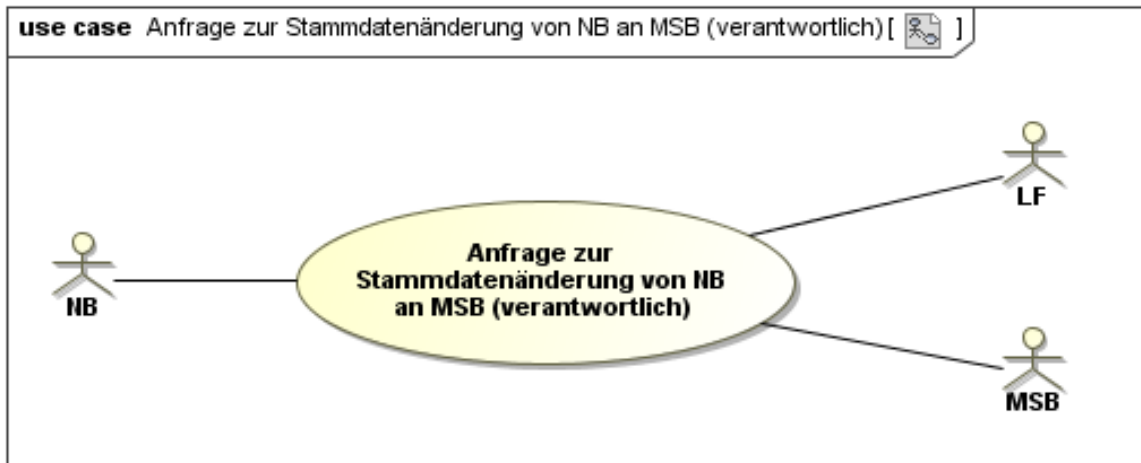 use case Anfrage zur Stammdatenänderung von NB an MSB (verantwortlich) [ ]
LF
Anfrage zur
Stammdatenänderung von NB
an MSB (verantwortlich)
NB
MSB